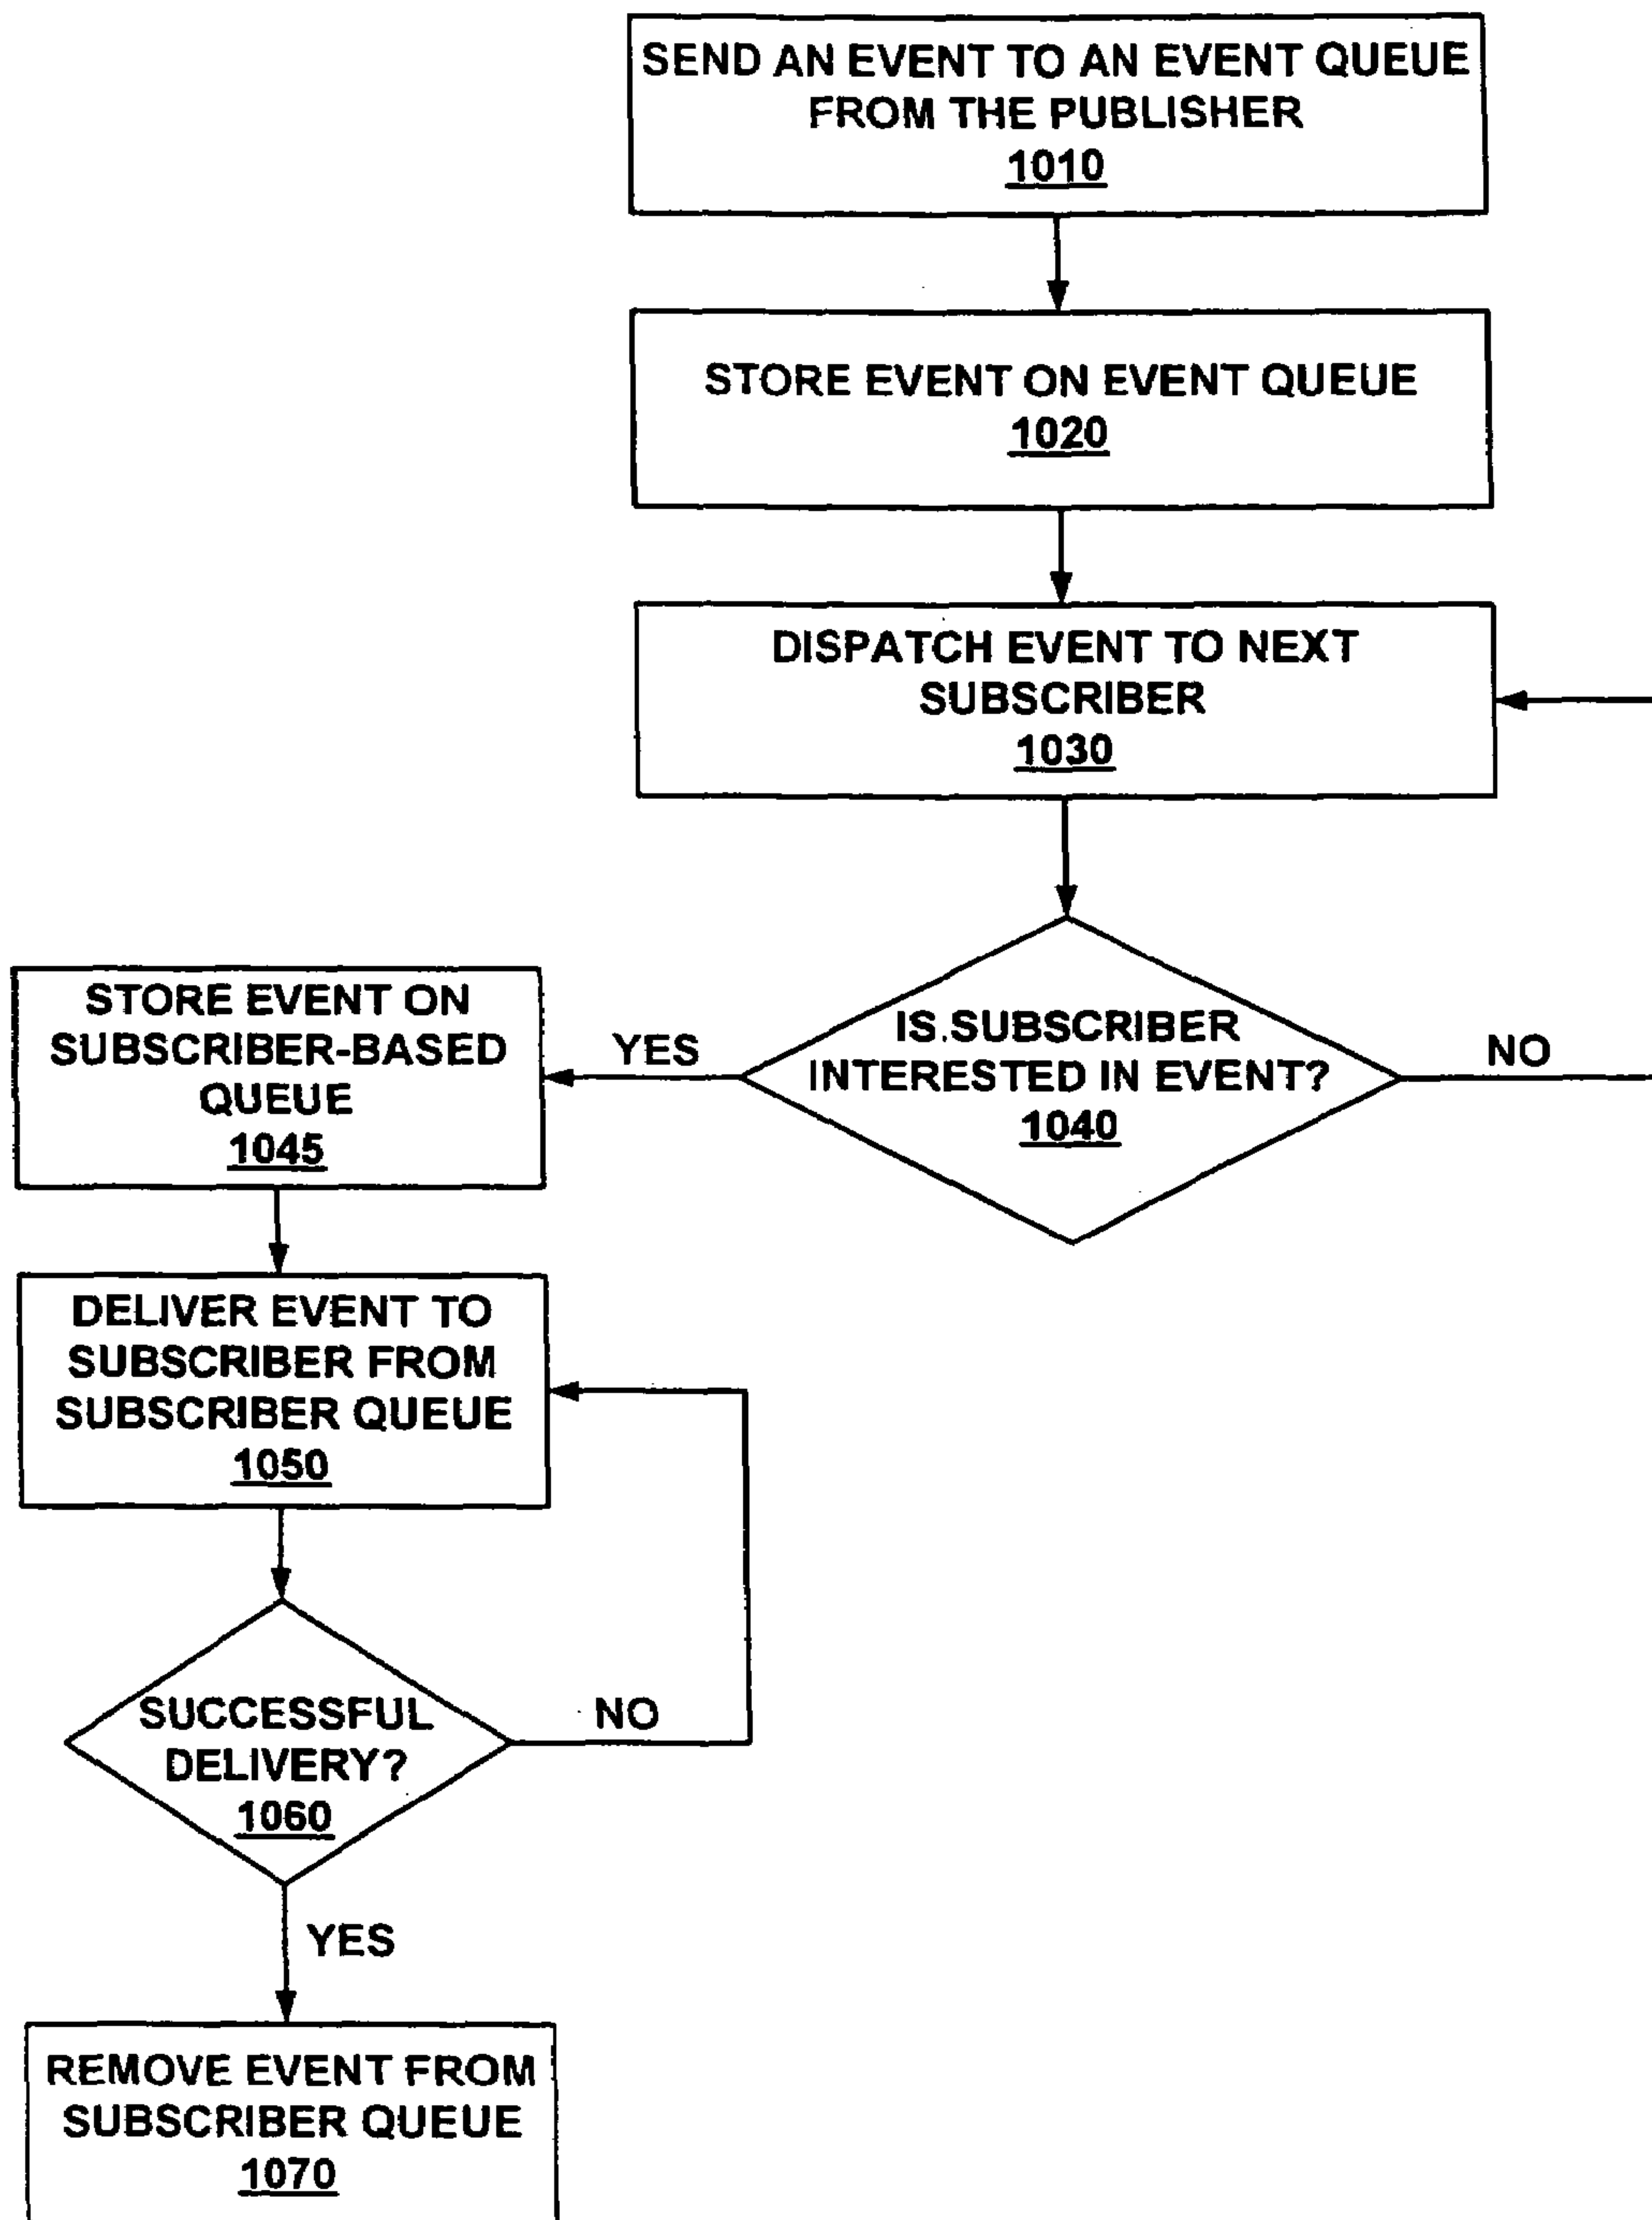 SEND AN EVENT TO AN EVENT QUEUE
FROM THE PUBLISHER
1010
STORE EVENT ON EVENT QUEUE
1020
DISPATCH EVENT TO NEXT
SUBSCRIBER
1030
IS SUBSCRIBER
INTERESTED IN EVENT?
1040
YES
NO
STORE EVENT ON
SUBSCRIBER-BASED
QUEUE
1045
DELIVER EVENT TO
SUBSCRIBER FROM
SUBSCRIBER QUEUE
1050
SUCCESSFUL
DELIVERY?
1060
NO
YES
REMOVE EVENT FROM
SUBSCRIBER QUEUE
1070